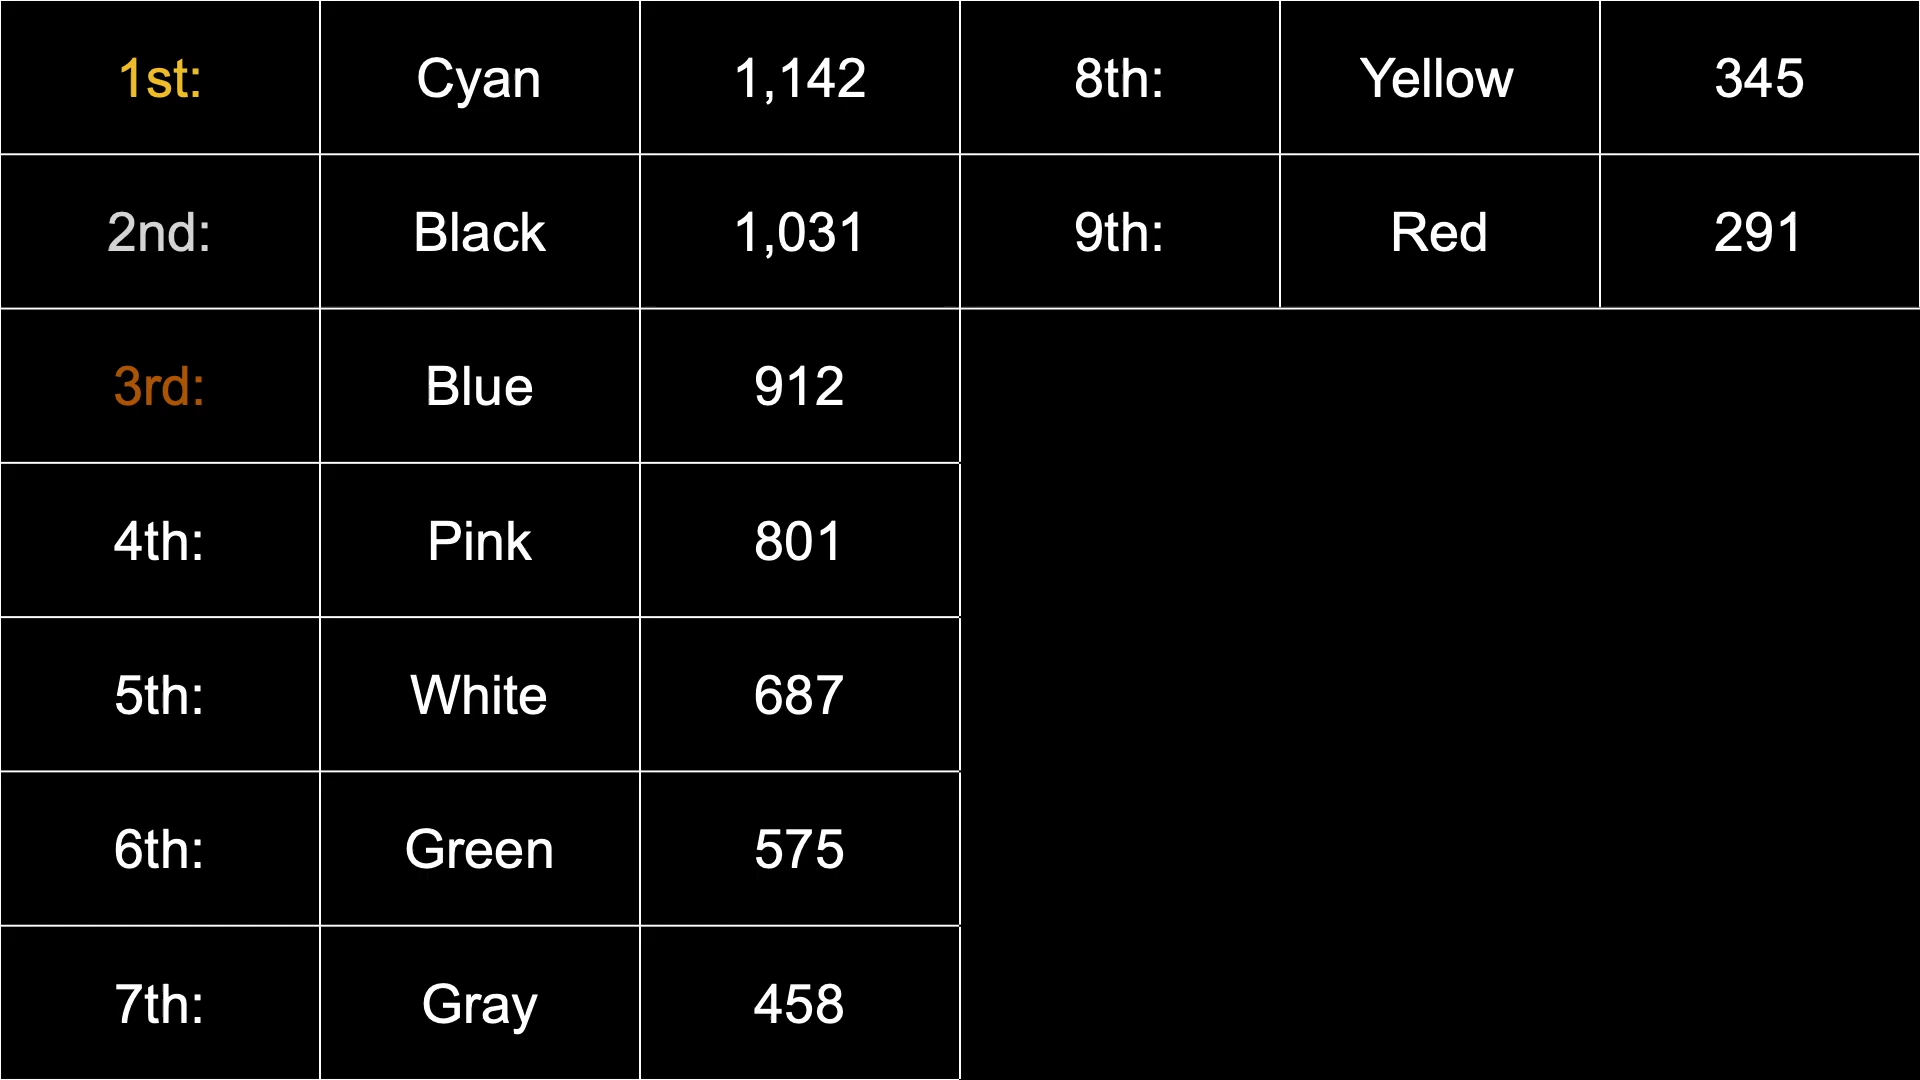 1st: Cyan 1,142
2nd: Black 1,031
3rd: Blue 912
4th: Pink 801
5th: White 687
6th: Green 575
7th: Gray 458
8th: Yellow 345
9th: Red 291